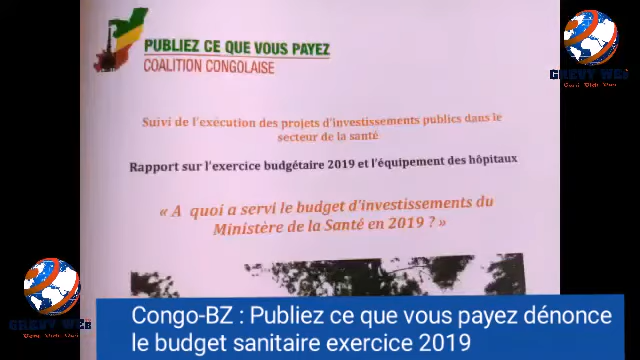 PUBLIEZ CE QUE VOUS PAYEZ
COALITION CONGOLAISE
GREVY WEB
Suivi de l'exécution des projets d'investissements publics dans le
secteur de la santé
Rapport sur l'exercice budgétaire 2019 et l'équipement des hôpitaux
« A quoi a servi le budget d'investissements du
Ministère de la Santé en 2019 ? »
GREVY WEB
Congo-BZ : Publiez ce que vous payez dénonce
le budget sanitaire exercice 2019